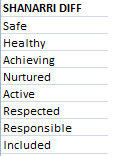 SHANARRI DIFF
Safe
Healthy
Achieving
Nurtured
Active
Respected
Responsible
Included